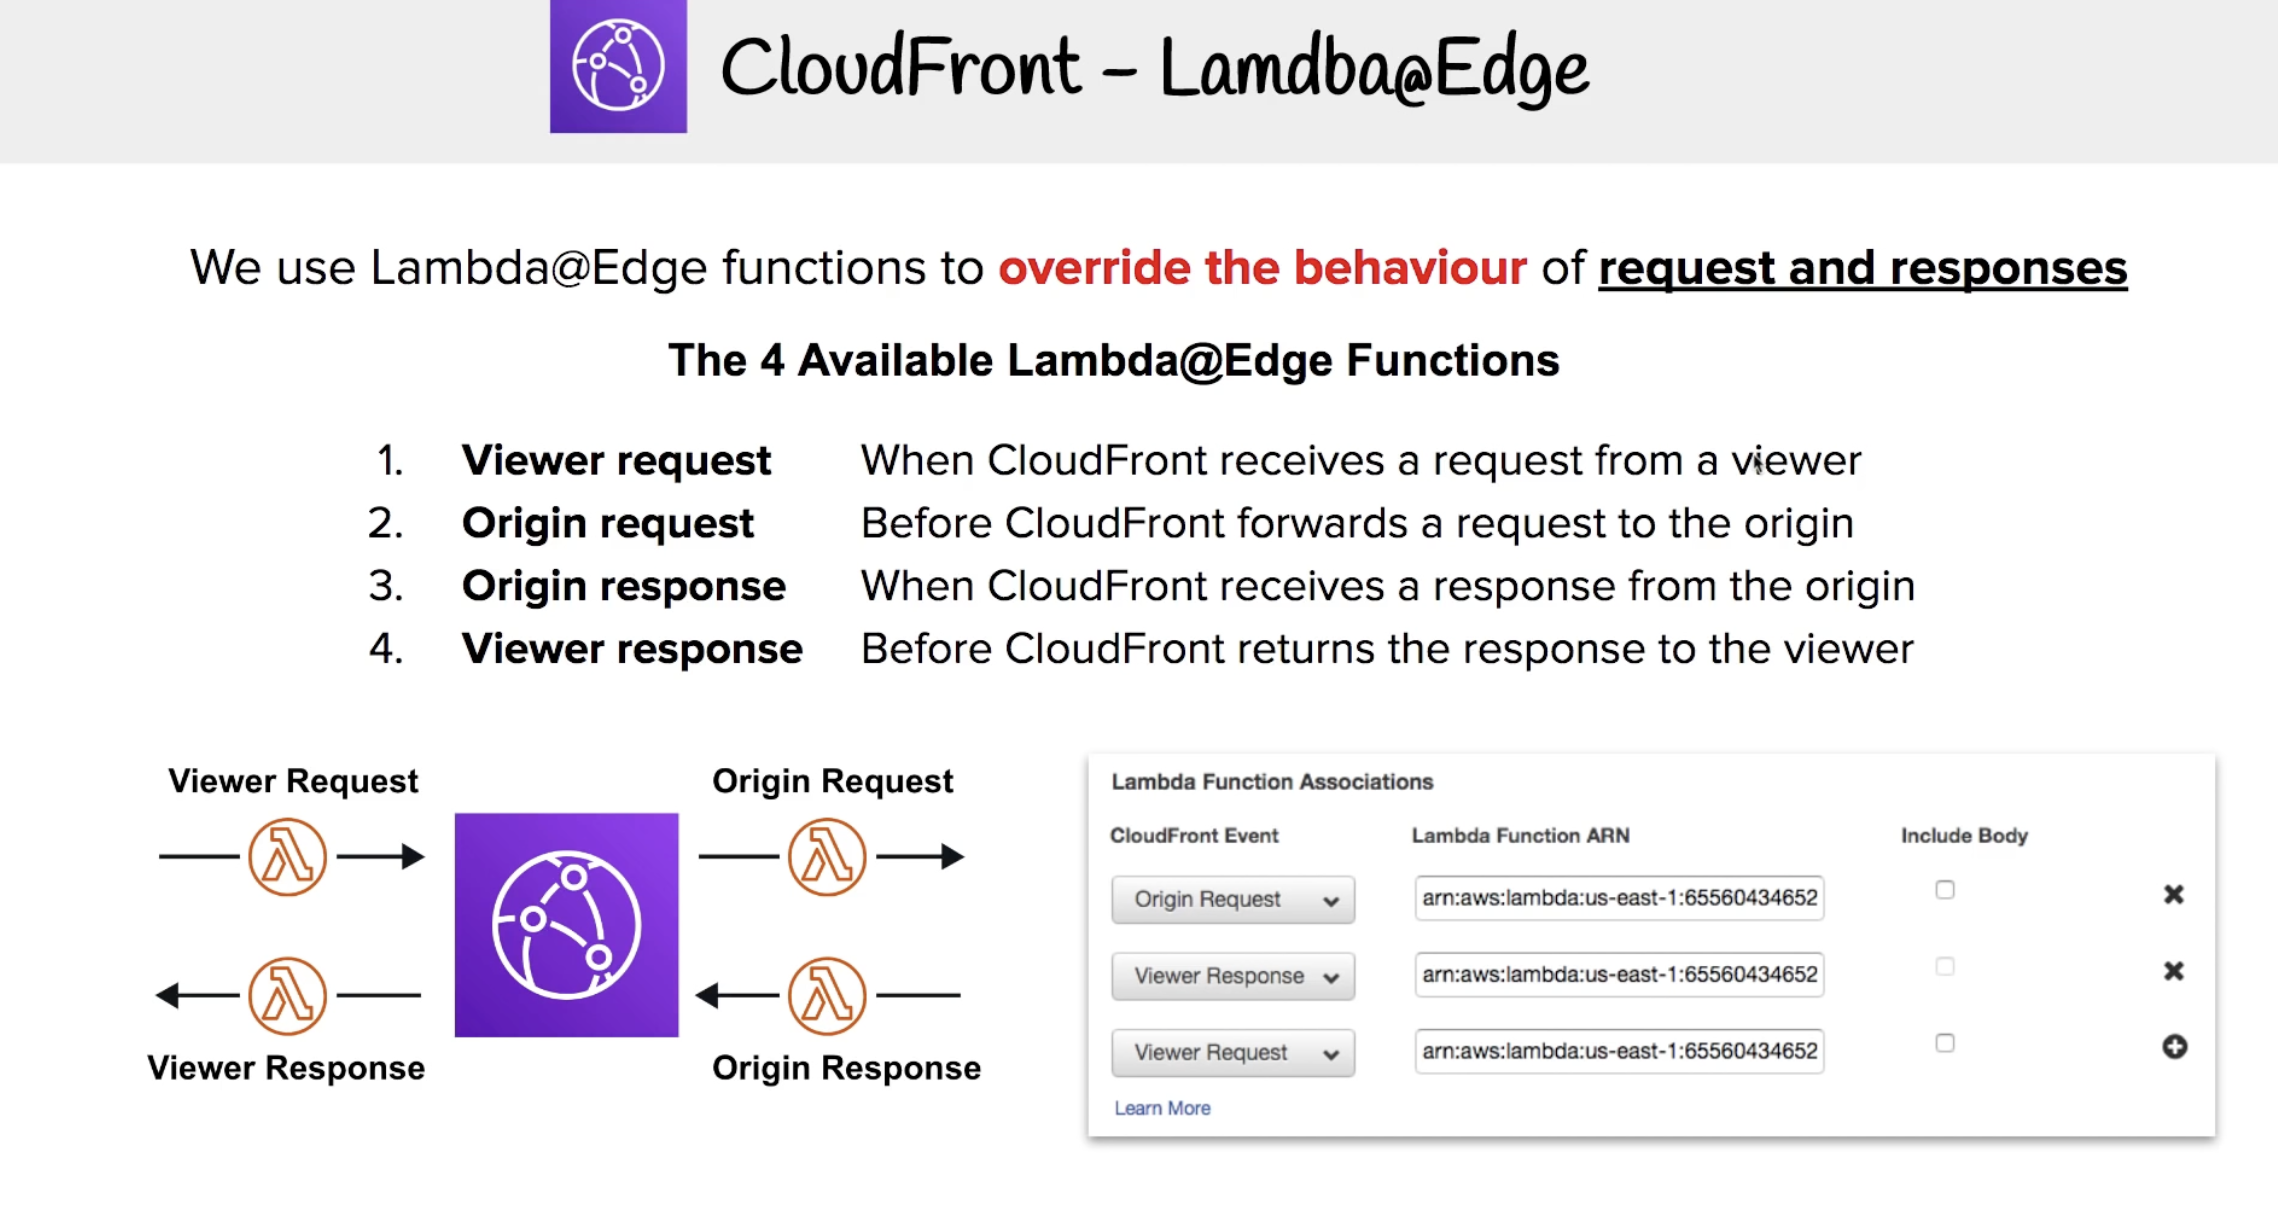 CloudFront – Lamdba@Edge
We use Lambda@Edge functions to override the behaviour of request and responses
The 4 Available Lambda@Edge Functions
1. Viewer request When CloudFront receives a request from a viewer
2. Origin request Before CloudFront forwards a request to the origin
3. Origin response When CloudFront receives a response from the origin
4. Viewer response Before CloudFront returns the response to the viewer
Viewer Request
Origin Request
Viewer Response
Origin Response
Lambda Function Associations
CloudFront Event Lambda Function ARN Include Body
Origin Request arn:aws:lambda:us-east-1:65560434652
Viewer Response arn:aws:lambda:us-east-1:65560434652
Viewer Request arn:aws:lambda:us-east-1:65560434652
Learn More